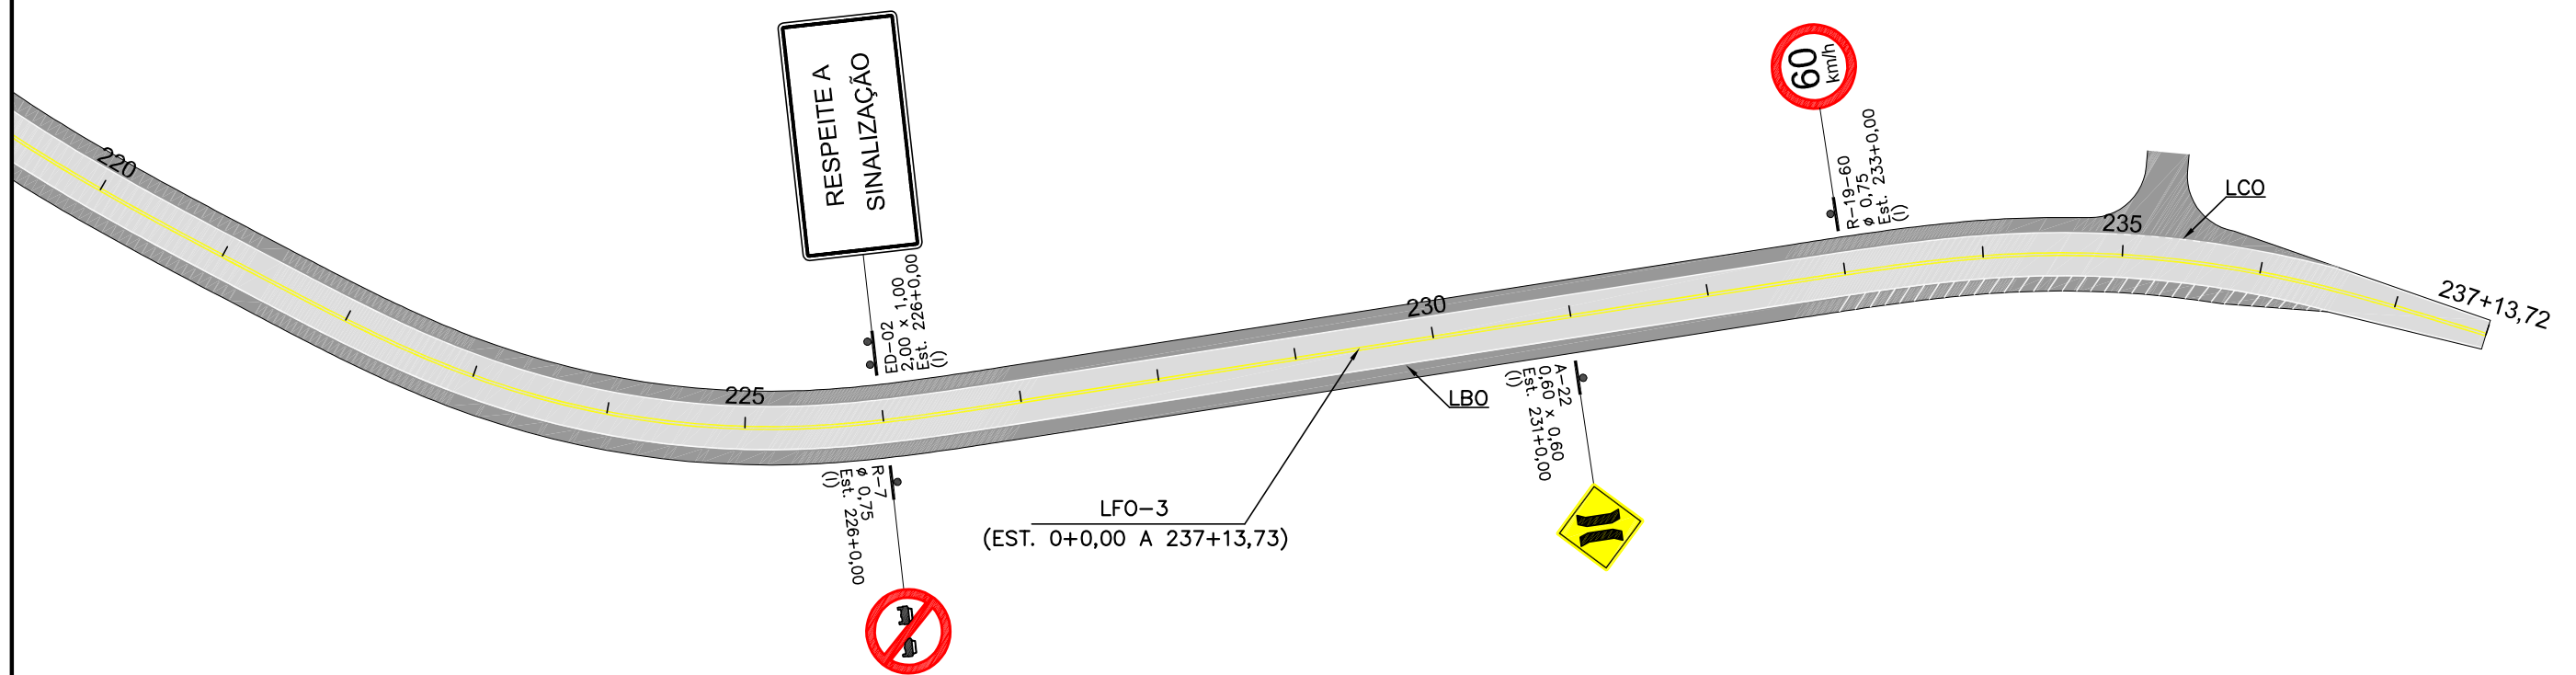 220
RESPEITE A
SINALIZAÇÃO
ED-02
2,00 x 1,00
Est. 226+0,00
(I)
225
R-7
ø 0,75
Est. 226+0,00
(I)
LFO-3
(EST. 0+0,00 A 237+13,73)
230
LBO
A-22
0,60 x 0,60
Est. 231+0,00
(I)
60
km/h
R-19-60
ø 0,75
Est. 233+0,00
(I)
235
LCO
237+13,72